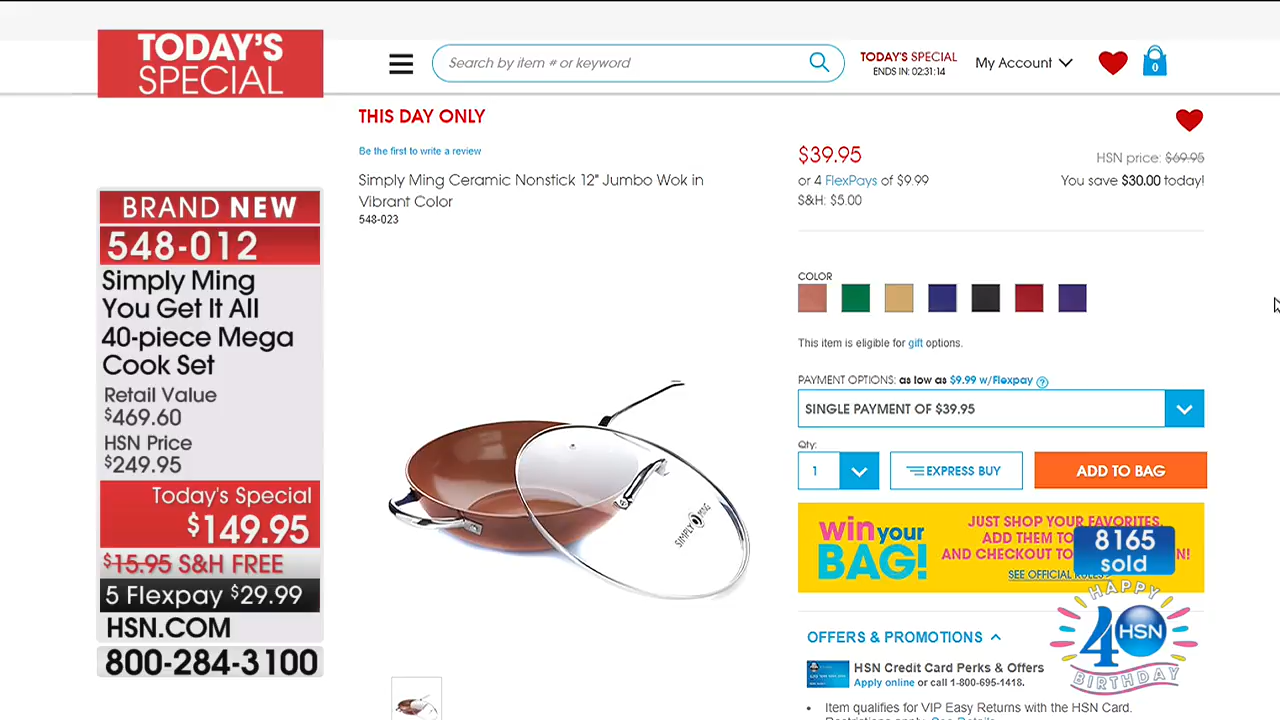 TODAY'S
SPECIAL
Search by item # or keyword
TODAY'S SPECIAL
ENDS IN: 02:31:14
My Account
0
THIS DAY ONLY
Be the first to write a review
Simply Ming Ceramic Nonstick 12" Jumbo Wok in
Vibrant Color
548-023
$39.95
or 4 FlexPays of $9.99
S&H: $5.00
HSN price: $69.95
You save $30.00 today!
BRAND NEW
548-012
Simply Ming
You Get It All
40-piece Mega
Cook Set
Retail Value
$469.60
HSN Price
$249.95
Today's Special
$149.95
$15.95 S&H FREE
5 Flexpay $29.99
HSN.COM
800-284-3100
COLOR
This item is eligible for gift options.
PAYMENT OPTIONS: as low as $9.99 w/Flexpay ?
SINGLE PAYMENT OF $39.95
Qty:
1
EXPRESS BUY
ADD TO BAG
SIMPLY MING
win your
BAG!
JUST SHOP YOUR FAVORITES,
ADD THEM TO
AND CHECKOUT TO
N!
SEE OFFICIAL RULES
8165
sold
HAPPY
40
HSN
BIRTHDAY
OFFERS & PROMOTIONS
HSN Credit Card Perks & Offers
Apply online or call 1-800-695-1418.
• Item qualifies for VIP Easy Returns with the HSN Card.